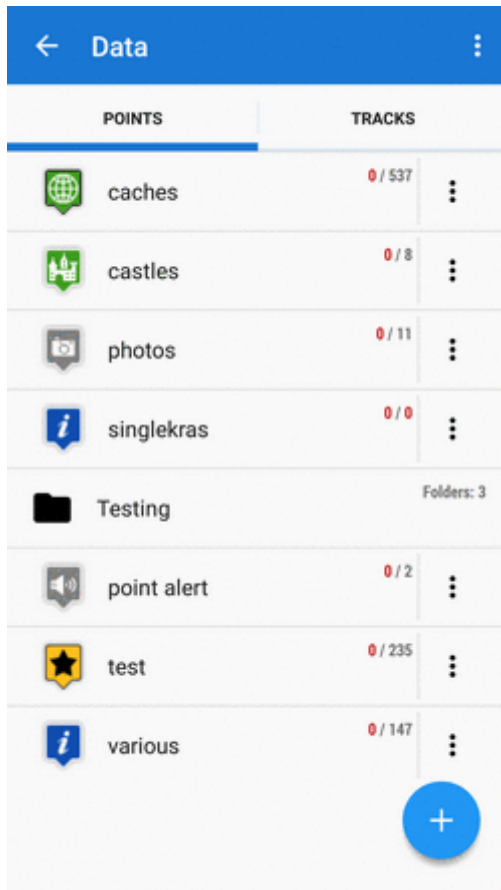 Data
POINTS TRACKS
caches 0 / 537
castles 0 / 8
photos 0 / 11
singlekras 0 / 0
Testing Folders: 3
point alert 0 / 2
test 0 / 235
various 0 / 147